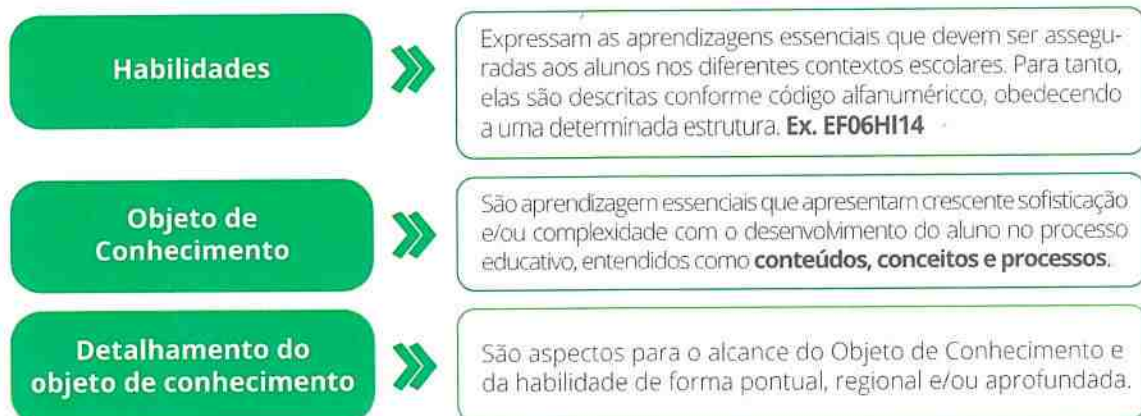 Habilidades
Expressam as aprendizagens essenciais que devem ser assegu-
radas aos alunos nos diferentes contextos escolares. Para tanto,
elas são descritas conforme código alfanuméricco, obedecendo
a uma determinada estrutura. Ex. EF06HI14
Objeto de
Conhecimento
São aprendizagem essenciais que apresentam crescente sofisticação
e/ou complexidade com o desenvolvimento do aluno no processo
educativo, entendidos como conteúdos, conceitos e processos.
Detalhamento do
objeto de conhecimento
São aspectos para o alcance do Objeto de Conhecimento e
da habilidade de forma pontual, regional e/ou aprofundada.